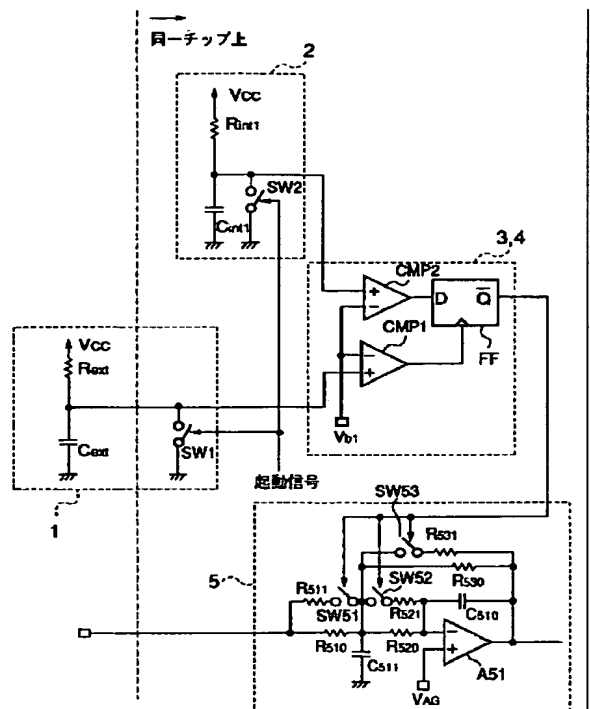 同一チップ上
2
Vcc
Rint1
SW2
Cint1
3,4
CMP2
D Q̅
CMP1
FF
Vcc
Rext
Vb1
Cext
SW1
起動信号
1
SW53
R531
5
R530
R511
SW52
SW51
R521
C510
R510
R520
C511
A51
VAG